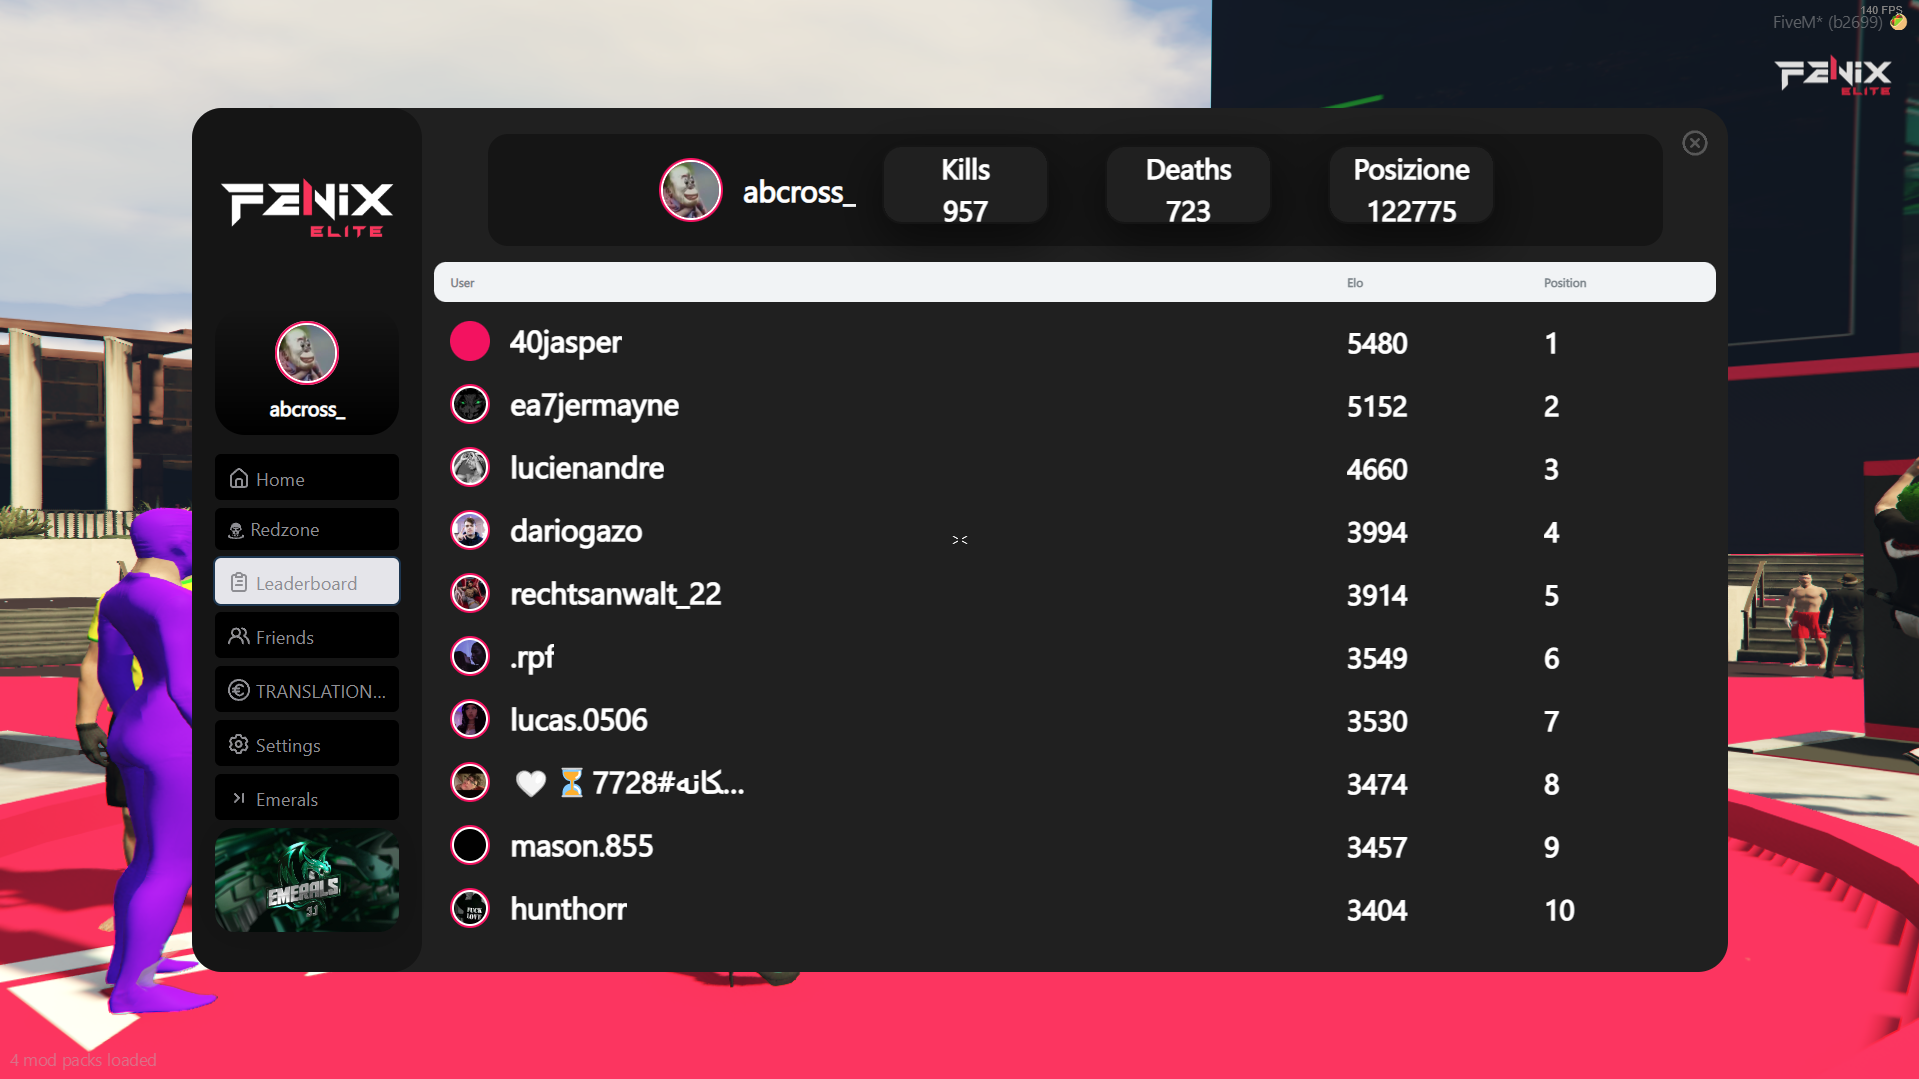 140 FPS
FiveM* (b2699)
FENIX
ELITE
FENIX
ELITE
abcross_
Kills
957
Deaths
723
Posizione
122775
User
Elo
Position
abcross_
Home
Redzone
Leaderboard
Friends
TRANSLATION...
Settings
Emerals
EMERALS
40jasper
5480
1
ea7jermayne
5152
2
lucienandre
4660
3
dariogazo
3994
4
rechtsanwalt_22
3914
5
.rpf
3549
6
lucas.0506
3530
7
🤍 ⏳ 7728#كانه...
3474
8
mason.855
3457
9
hunthorr
3404
10
4 mod packs loaded